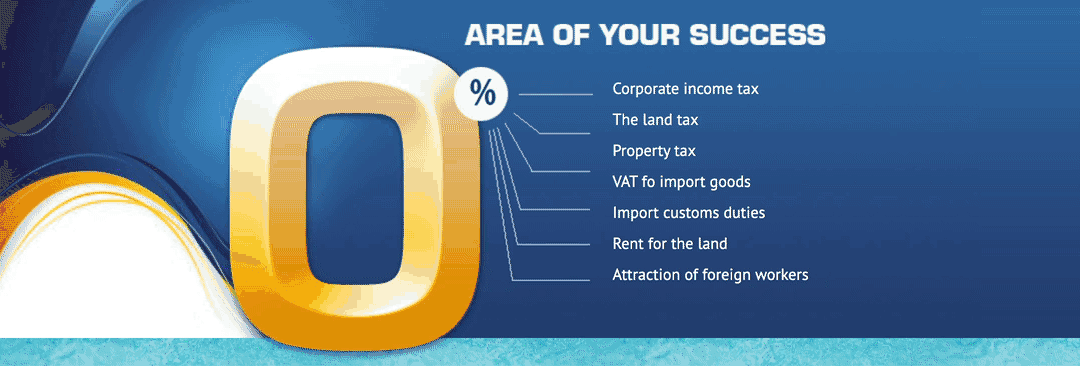 AREA OF YOUR SUCCESS
0%
Corporate income tax
The land tax
Property tax
VAT fo import goods
Import customs duties
Rent for the land
Attraction of foreign workers